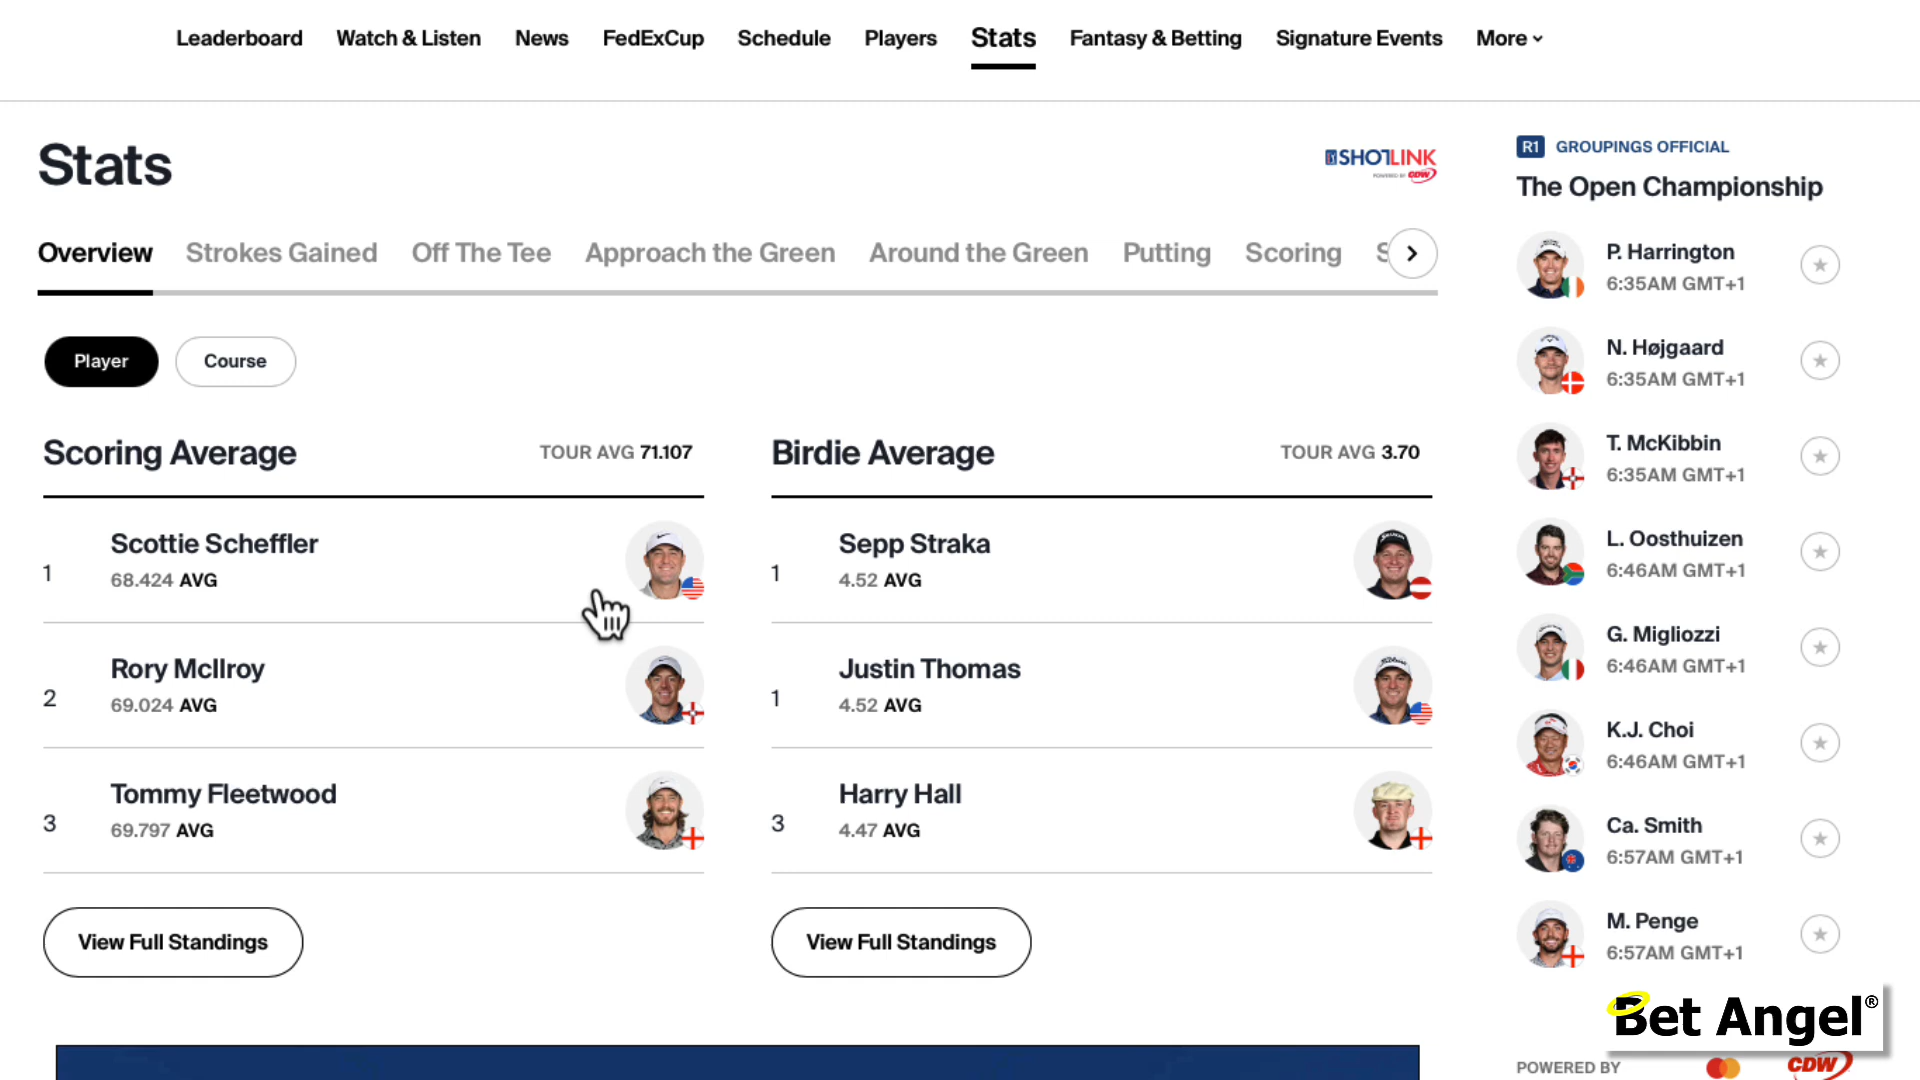 Leaderboard Watch & Listen News FedExCup Schedule Players Stats Fantasy & Betting Signature Events More
Stats
SHOTLINK
POWERED BY CDW
Overview Strokes Gained Off The Tee Approach the Green Around the Green Putting Scoring S
Player Course
Scoring Average TOUR AVG 71.107
1 Scottie Scheffler
68.424 AVG
2 Rory McIlroy
69.024 AVG
3 Tommy Fleetwood
69.797 AVG
View Full Standings
Birdie Average TOUR AVG 3.70
1 Sepp Straka
4.52 AVG
1 Justin Thomas
4.52 AVG
3 Harry Hall
4.47 AVG
View Full Standings
R1 GROUPINGS OFFICIAL
The Open Championship
P. Harrington
6:35AM GMT+1
N. Højgaard
6:35AM GMT+1
T. McKibbin
6:35AM GMT+1
L. Oosthuizen
6:46AM GMT+1
G. Migliozzi
6:46AM GMT+1
K.J. Choi
6:46AM GMT+1
Ca. Smith
6:57AM GMT+1
M. Penge
6:57AM GMT+1
Bet Angel®
POWERED BY CDW